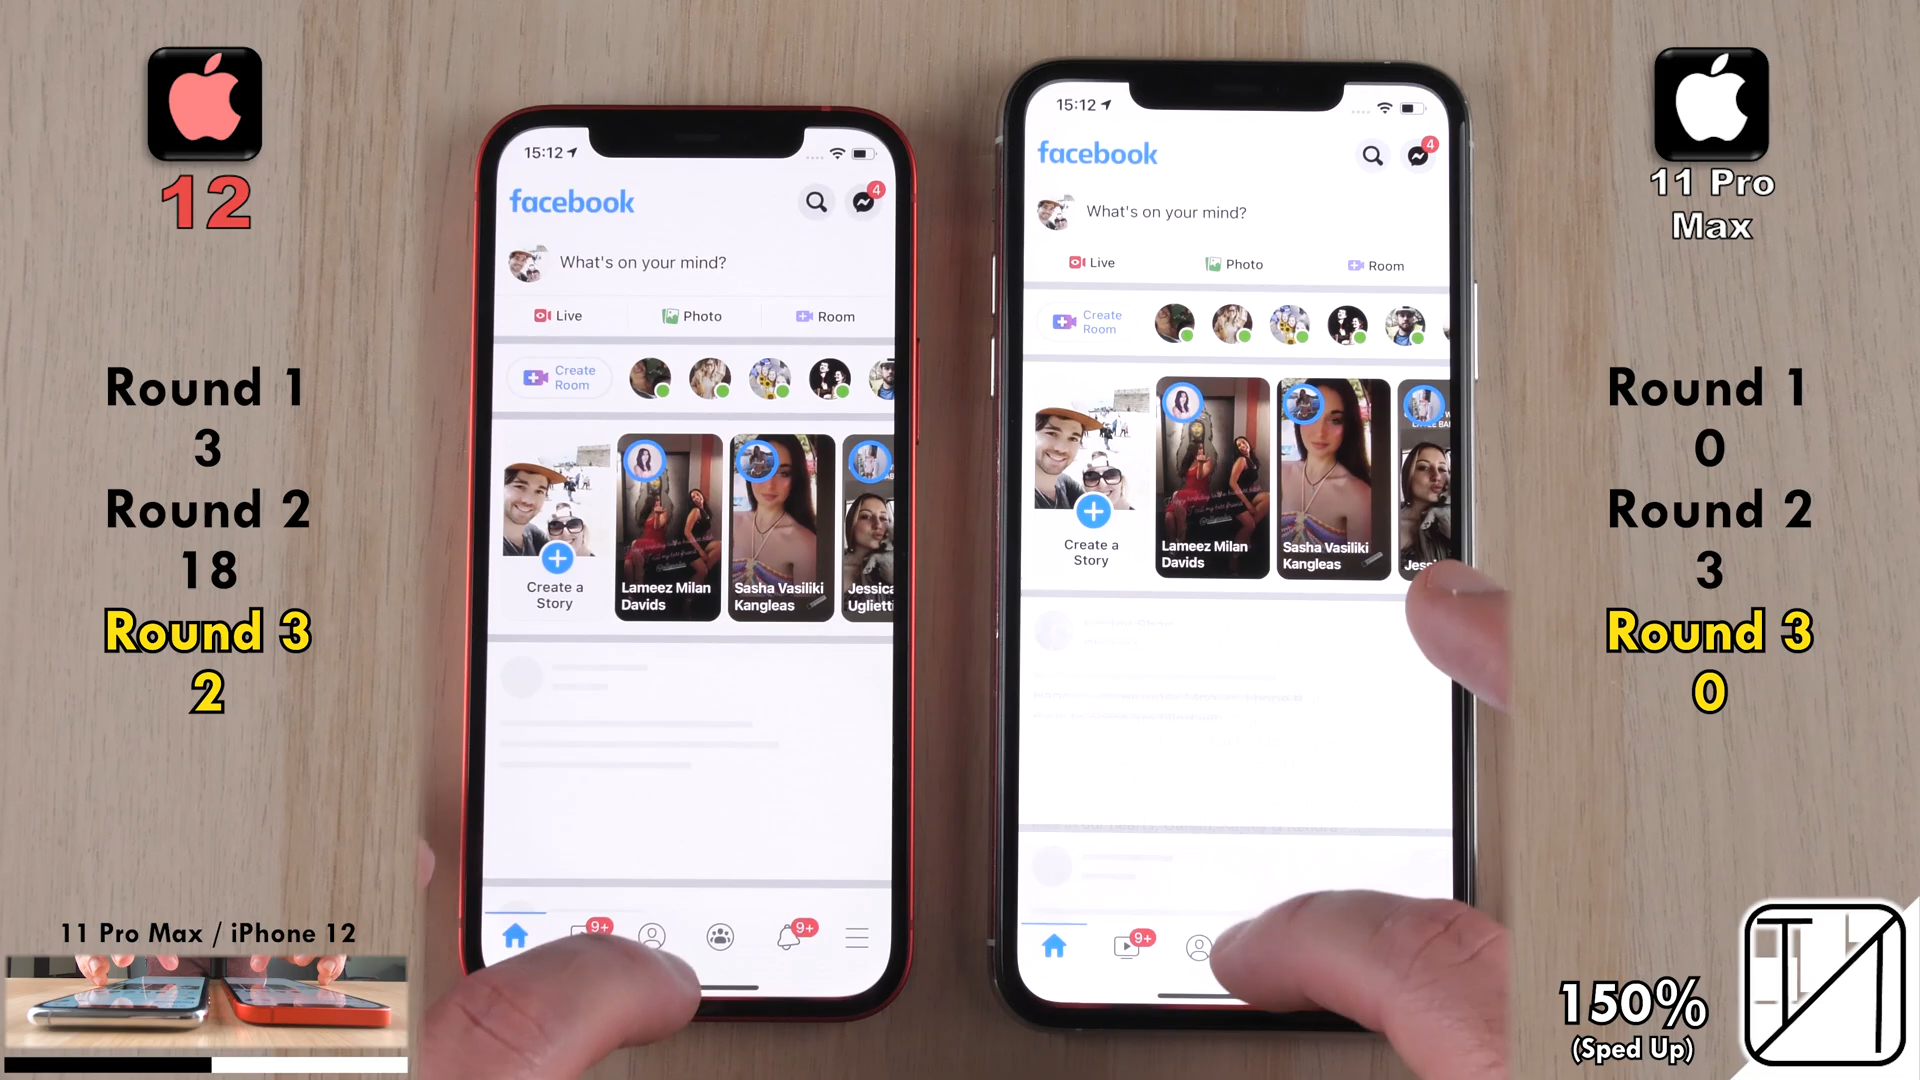 12
Round 1
3
Round 2
18
Round 3
2
11 Pro Max / iPhone 12
15:12
facebook
4
What's on your mind?
Live
Photo
Room
Create
Room
Create a
Story
Lameez Milan
Davids
Sasha Vasiliki
Kangleas
Jessica
Uglietti
9+
9+
15:12
facebook
4
What's on your mind?
Live
Photo
Room
Create
Room
Create a
Story
Lameez Milan
Davids
Sasha Vasiliki
Kangleas
Jess
9+
11 Pro
Max
Round 1
0
Round 2
3
Round 3
0
150%
(Sped Up)